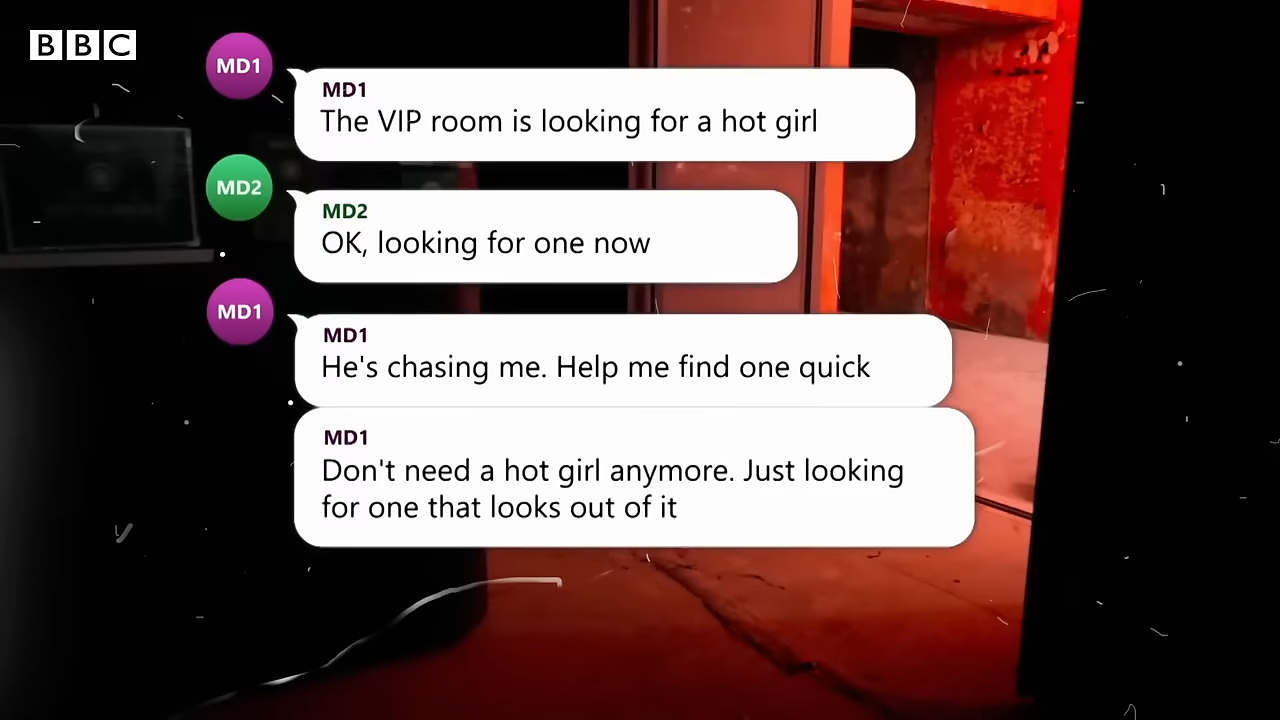 BBC
MD1
MD1
The VIP room is looking for a hot girl
MD2
MD2
OK, looking for one now
MD1
MD1
He's chasing me. Help me find one quick
MD1
Don't need a hot girl anymore. Just looking
for one that looks out of it